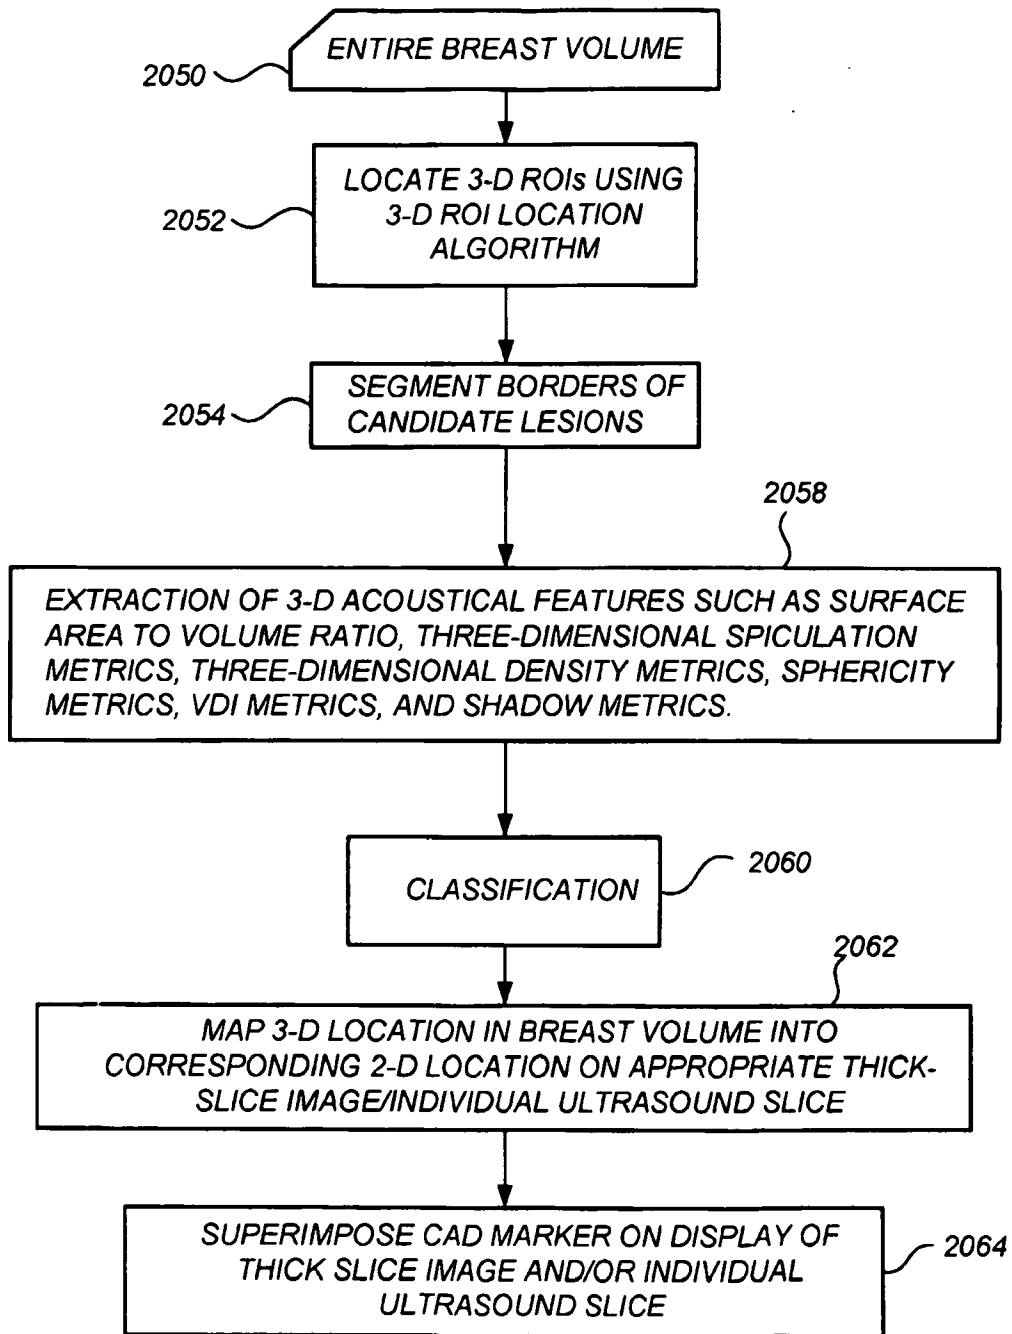 ENTIRE BREAST VOLUME
2050
LOCATE 3-D ROIs USING
3-D ROI LOCATION
ALGORITHM
2052
SEGMENT BORDERS OF
CANDIDATE LESIONS
2054
2058
EXTRACTION OF 3-D ACOUSTICAL FEATURES SUCH AS SURFACE
AREA TO VOLUME RATIO, THREE-DIMENSIONAL SPICULATION
METRICS, THREE-DIMENSIONAL DENSITY METRICS, SPHERICITY
METRICS, VDI METRICS, AND SHADOW METRICS.
CLASSIFICATION
2060
2062
MAP 3-D LOCATION IN BREAST VOLUME INTO
CORRESPONDING 2-D LOCATION ON APPROPRIATE THICK-
SLICE IMAGE/INDIVIDUAL ULTRASOUND SLICE
SUPERIMPOSE CAD MARKER ON DISPLAY OF
THICK SLICE IMAGE AND/OR INDIVIDUAL
ULTRASOUND SLICE
2064